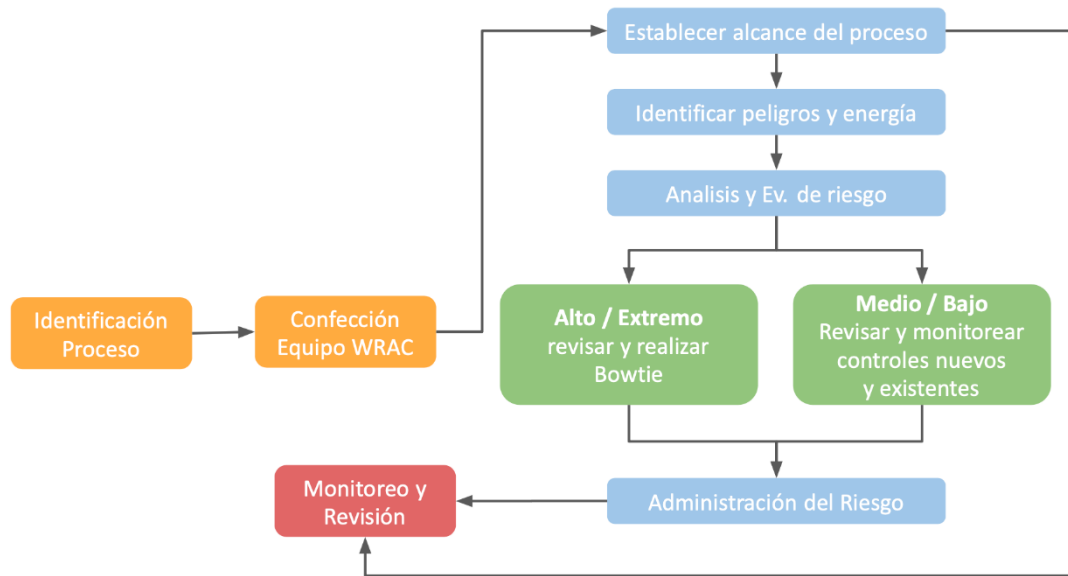 Establecer alcance del proceso
Identificar peligros y energía
Analisis y Ev. de riesgo
Identificación
Proceso
Confección
Equipo WRAC
Alto / Extremo
revisar y realizar
Bowtie
Medio / Bajo
Revisar y monitorear
controles nuevos
y existentes
Administración del Riesgo
Monitoreo y
Revisión